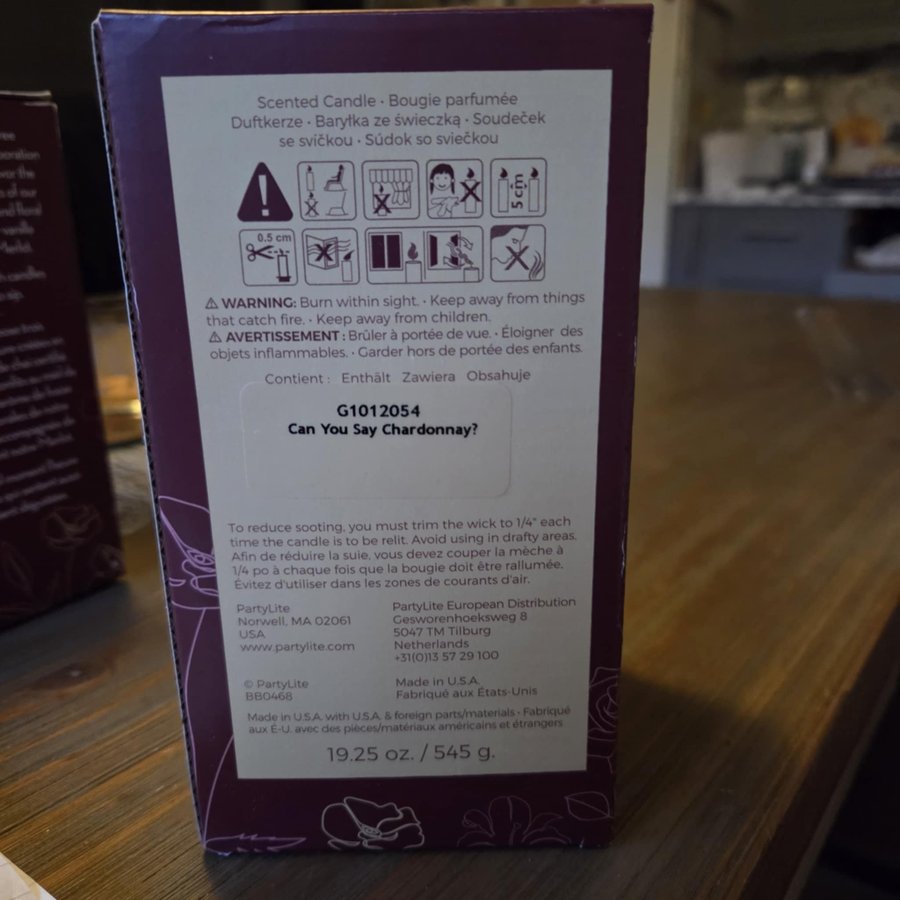 Scented Candle • Bougie parfumée
Duftkerze • Baryłka ze świeczką • Soudeček
se svíčkou • Súdok so sviečkou
5 cm
0.5 cm
⚠ WARNING: Burn within sight. • Keep away from things
that catch fire. • Keep away from children.
⚠ AVERTISSEMENT : Brûler à portée de vue. • Éloigner des
objets inflammables. • Garder hors de portée des enfants.
Contient : Enthält Zawiera Obsahuje
G1012054
Can You Say Chardonnay?
To reduce sooting, you must trim the wick to 1/4" each
time the candle is to be relit. Avoid using in drafty areas.
Afin de réduire la suie, vous devez couper la mèche à
1/4 po à chaque fois que la bougie doit être rallumée.
Évitez d'utiliser dans les zones de courants d'air.
PartyLite
Norwell, MA 02061
USA
www.partylite.com
PartyLite European Distribution
Gesworenhoeksweg 8
5047 TM Tilburg
Netherlands
+31(0)13 57 29 100
© PartyLite
BB0468
Made in U.S.A.
Fabriqué aux États-Unis
Made in U.S.A. with U.S.A. & foreign parts/materials • Fabriqué
aux É-U. avec des pièces/matériaux américains et étrangers
19.25 oz. / 545 g.